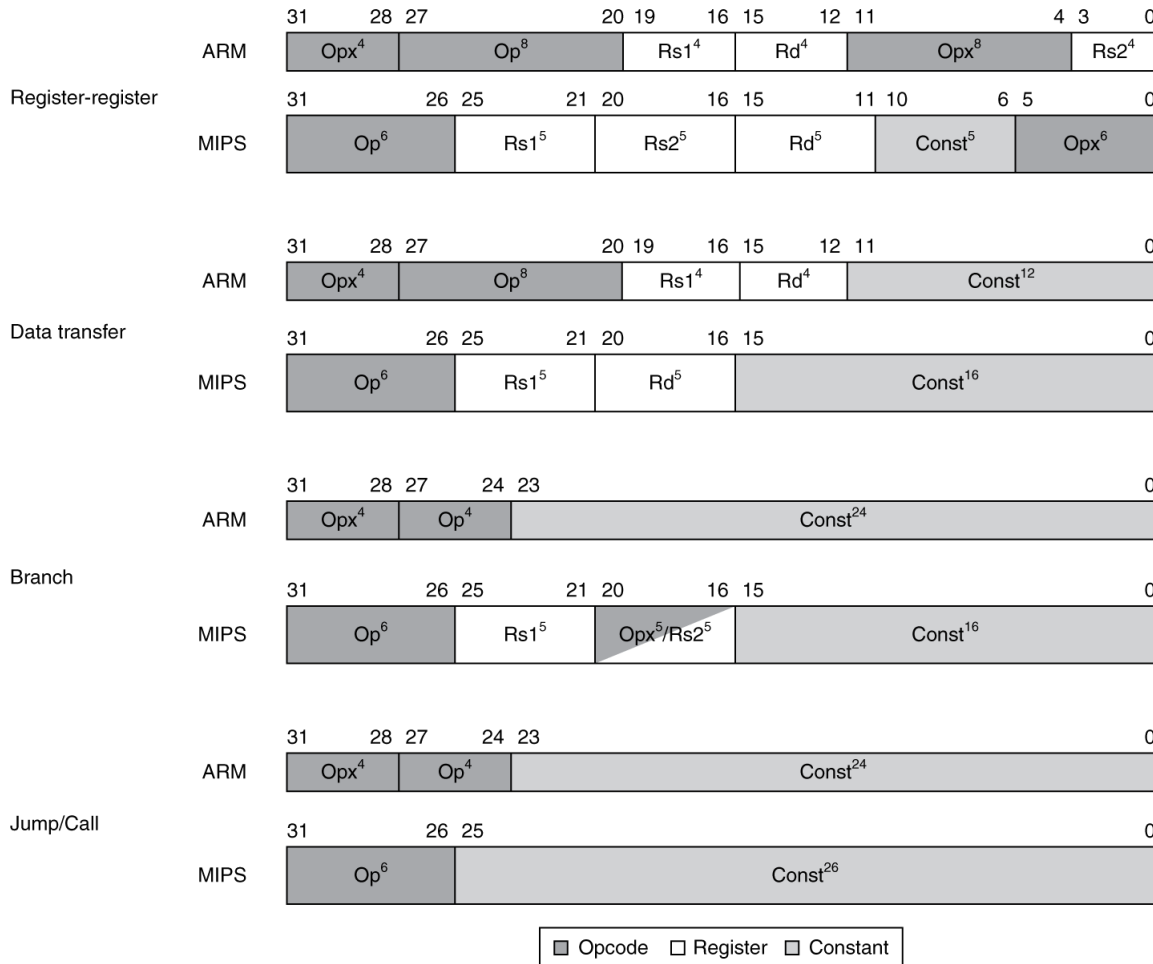 31 28 27 20 19 16 15 12 11 4 3 0
ARM Opx⁴ Op⁸ Rs1⁴ Rd⁴ Opx⁸ Rs2⁴
Register-register
31 26 25 21 20 16 15 11 10 6 5 0
MIPS Op⁶ Rs1⁵ Rs2⁵ Rd⁵ Const⁵ Opx⁶
31 28 27 20 19 16 15 12 11 0
ARM Opx⁴ Op⁸ Rs1⁴ Rd⁴ Const¹²
Data transfer
31 26 25 21 20 16 15 0
MIPS Op⁶ Rs1⁵ Rd⁵ Const¹⁶
31 28 27 24 23 0
ARM Opx⁴ Op⁴ Const²⁴
Branch
31 26 25 21 20 16 15 0
MIPS Op⁶ Rs1⁵ Opx⁵/Rs2⁵ Const¹⁶
31 28 27 24 23 0
ARM Opx⁴ Op⁴ Const²⁴
Jump/Call
31 26 25 0
MIPS Op⁶ Const²⁶
Opcode Register Constant